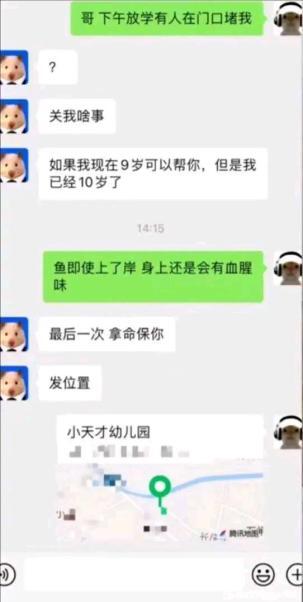 哥 下午放学有人在门口堵我
?
关我啥事
如果我现在9岁可以帮你，但是我
已经10岁了
14:15
鱼即使上了岸 身上还是会有血腥
味
最后一次 拿命保你
发位置
小天才幼儿园
腾讯地图